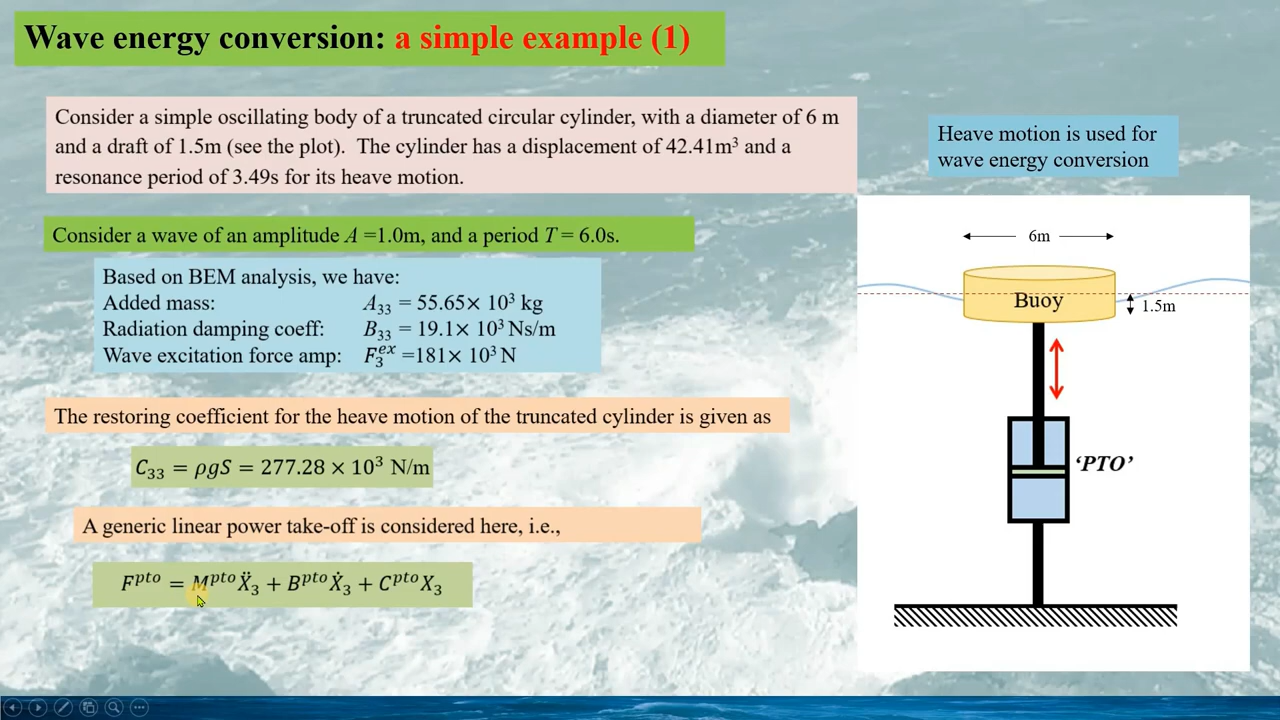 Wave energy conversion: a simple example (1)
Consider a simple oscillating body of a truncated circular cylinder, with a diameter of 6 m
and a draft of 1.5m (see the plot). The cylinder has a displacement of 42.41m³ and a
resonance period of 3.49s for its heave motion.
Heave motion is used for
wave energy conversion
Consider a wave of an amplitude A =1.0m, and a period T = 6.0s.
Based on BEM analysis, we have:
Added mass: A₃₃ = 55.65× 10³ kg
Radiation damping coeff: B₃₃ = 19.1× 10³ Ns/m
Wave excitation force amp: F₃ᵉˣ =181× 10³ N
The restoring coefficient for the heave motion of the truncated cylinder is given as
C₃₃ = ρgS = 277.28 × 10³ N/m
A generic linear power take-off is considered here, i.e.,
Fᵖᵗᵒ = MᵖᵗᵒẌ₃ + BᵖᵗᵒẊ₃ + CᵖᵗᵒX₃
6m
Buoy
1.5m
‘PTO’